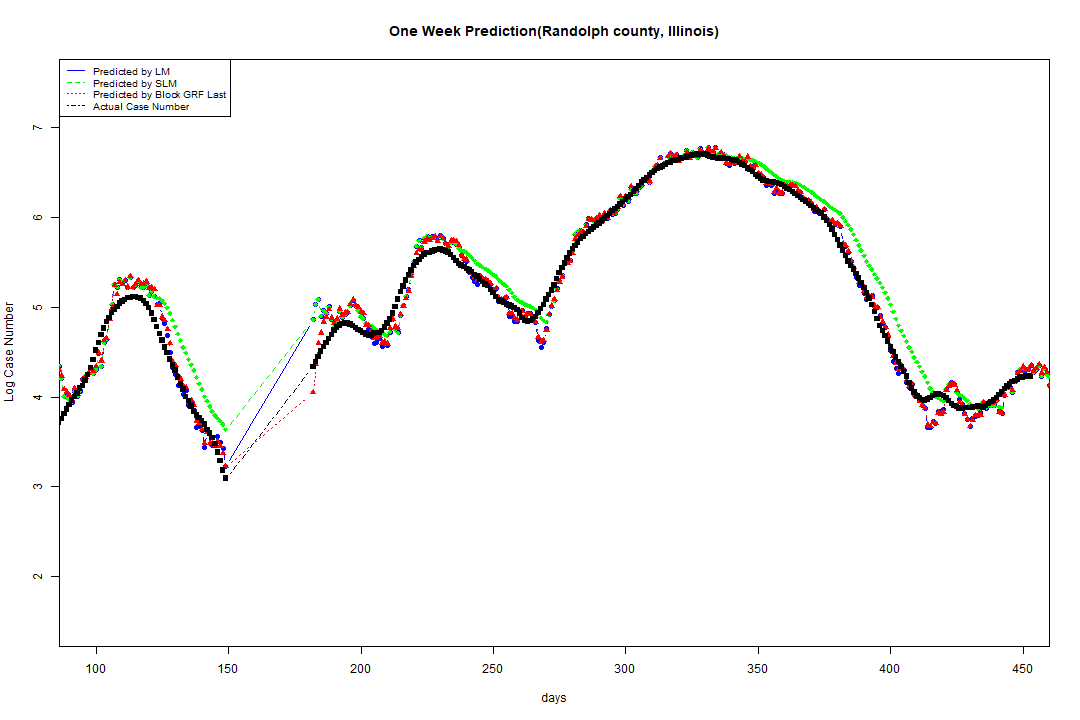 One Week Prediction(Randolph county, Illinois)
Predicted by LM
Predicted by SLM
Predicted by Block GRF Last
Actual Case Number
Log Case Number
7
6
5
4
3
2
100 150 200 250 300 350 400 450
days